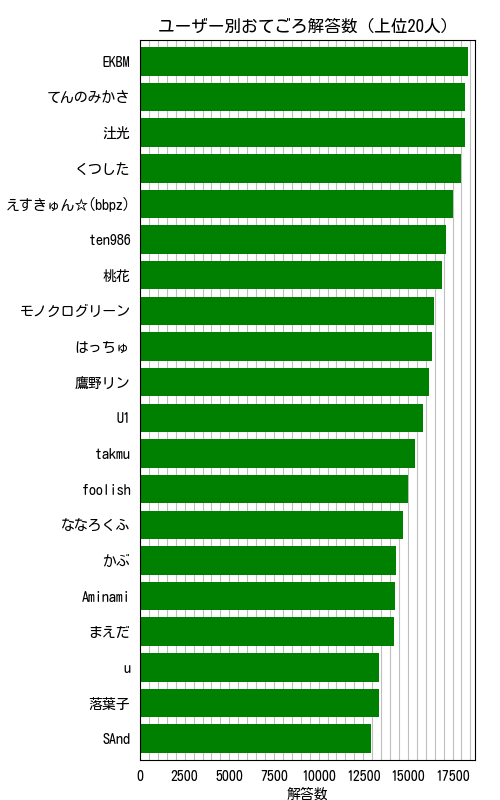 ユーザー別おてごろ解答数 (上位20人)
EKBM
てんのみかさ
辻光
くつした
えすきゅん☆(bbpz)
ten986
桃花
モノクログリーン
はっちゅ
鷹野リン
U1
takmu
foolish
ななろくふ
かぶ
Aminami
まえだ
u
落葉子
SAnd
0 2500 5000 7500 10000 12500 15000 17500
解答数